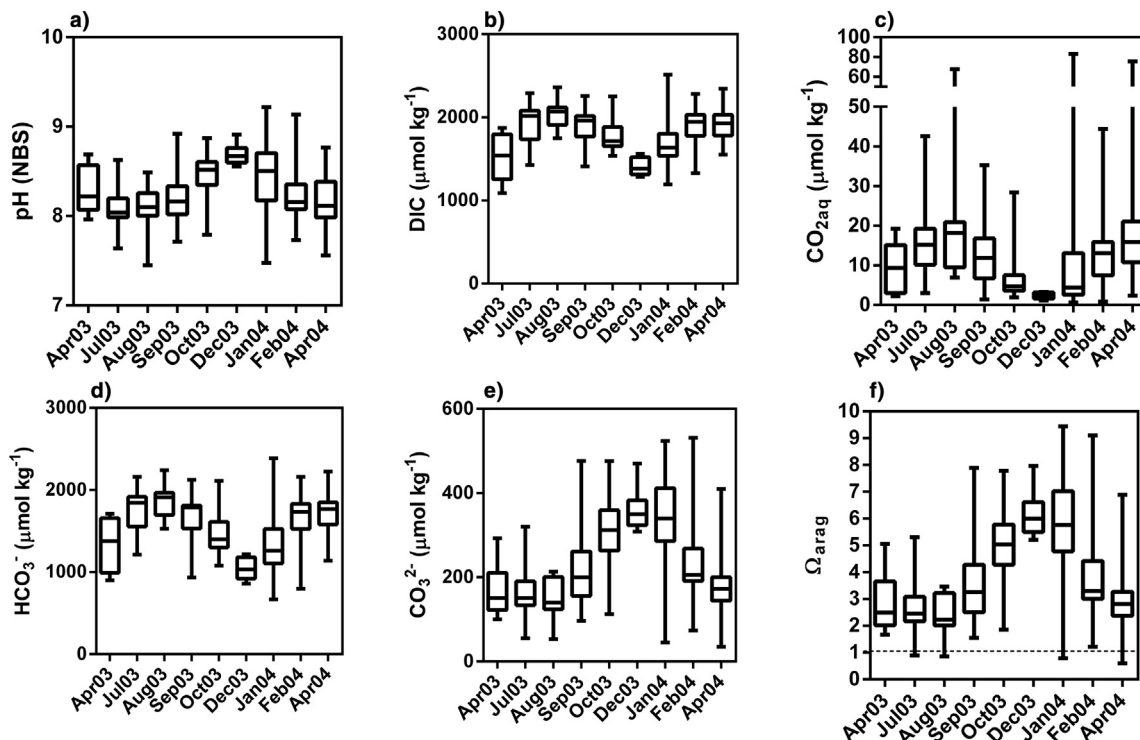 a)
pH (NBS)
10
9
8
7
Apr03
Jul03
Aug03
Sep03
Oct03
Dec03
Jan04
Feb04
Apr04
b)
DIC (μmol kg⁻¹)
3000
2000
1000
0
Apr03
Jul03
Aug03
Sep03
Oct03
Dec03
Jan04
Feb04
Apr04
c)
CO₂aq (μmol kg⁻¹)
100
80
60
50
40
30
20
10
0
Apr03
Jul03
Aug03
Sep03
Oct03
Dec03
Jan04
Feb04
Apr04
d)
HCO₃⁻ (μmol kg⁻¹)
3000
2000
1000
0
Apr03
Jul03
Aug03
Sep03
Oct03
Dec03
Jan04
Feb04
Apr04
e)
CO₃²⁻ (μmol kg⁻¹)
600
400
200
0
Apr03
Jul03
Aug03
Sep03
Oct03
Dec03
Jan04
Feb04
Apr04
f)
Ωarag
10
9
8
7
6
5
4
3
2
1
0
Apr03
Jul03
Aug03
Sep03
Oct03
Dec03
Jan04
Feb04
Apr04